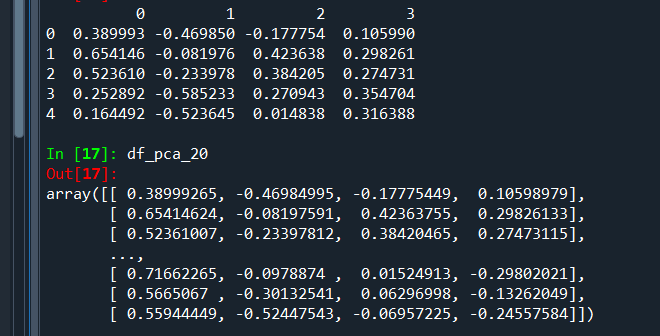 0 1 2 3
0 0.389993 -0.469850 -0.177754 0.105990
1 0.654146 -0.081976 0.423638 0.298261
2 0.523610 -0.233978 0.384205 0.274731
3 0.252892 -0.585233 0.270943 0.354704
4 0.164492 -0.523645 0.014838 0.316388
In [17]: df_pca_20
Out[17]:
array([[ 0.38999265, -0.46984995, -0.17775449, 0.10598979],
[ 0.65414624, -0.08197591, 0.42363755, 0.29826133],
[ 0.52361007, -0.23397812, 0.38420465, 0.27473115],
...,
[ 0.71662265, -0.0978874 , 0.01524913, -0.29802021],
[ 0.5665067 , -0.30132541, 0.06296998, -0.13262049],
[ 0.55944449, -0.52447543, -0.06957225, -0.24557584]])